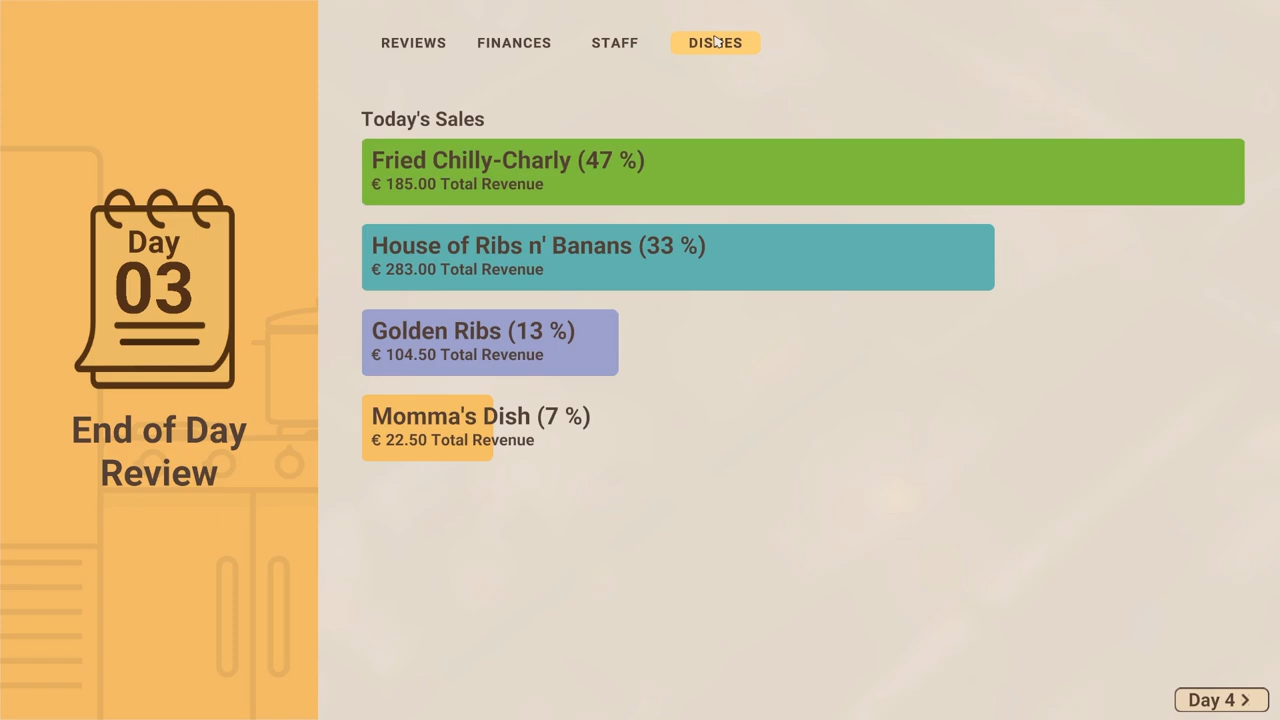 REVIEWS FINANCES STAFF DISHES
Today's Sales
Fried Chilly-Charly (47 %)
€ 185.00 Total Revenue
House of Ribs n' Banans (33 %)
€ 283.00 Total Revenue
Golden Ribs (13 %)
€ 104.50 Total Revenue
Momma's Dish (7 %)
€ 22.50 Total Revenue
Day
03
End of Day
Review
Day 4 >